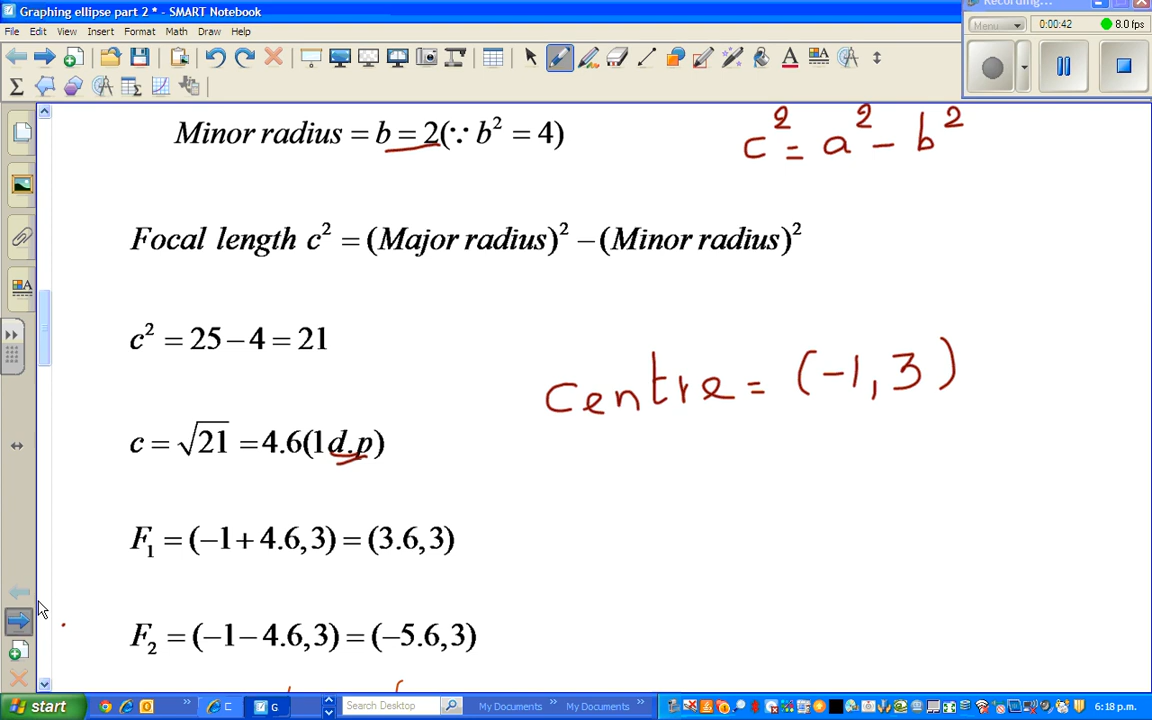 Graphing ellipse part 2 * - SMART Notebook
Recording...
File Edit View Insert Format Math Draw Help
Menu 0:00:42 8.0 fps
Minor radius = b = 2(∵ b² = 4)
c² = a² - b²
Focal length c² = (Major radius)² - (Minor radius)²
c² = 25 - 4 = 21
centre = (-1, 3)
c = √21 = 4.6(1d.p)
F₁ = (-1 + 4.6, 3) = (3.6, 3)
F₂ = (-1 - 4.6, 3) = (-5.6, 3)
start C G Search Desktop My Documents My Documents 6:18 p.m.